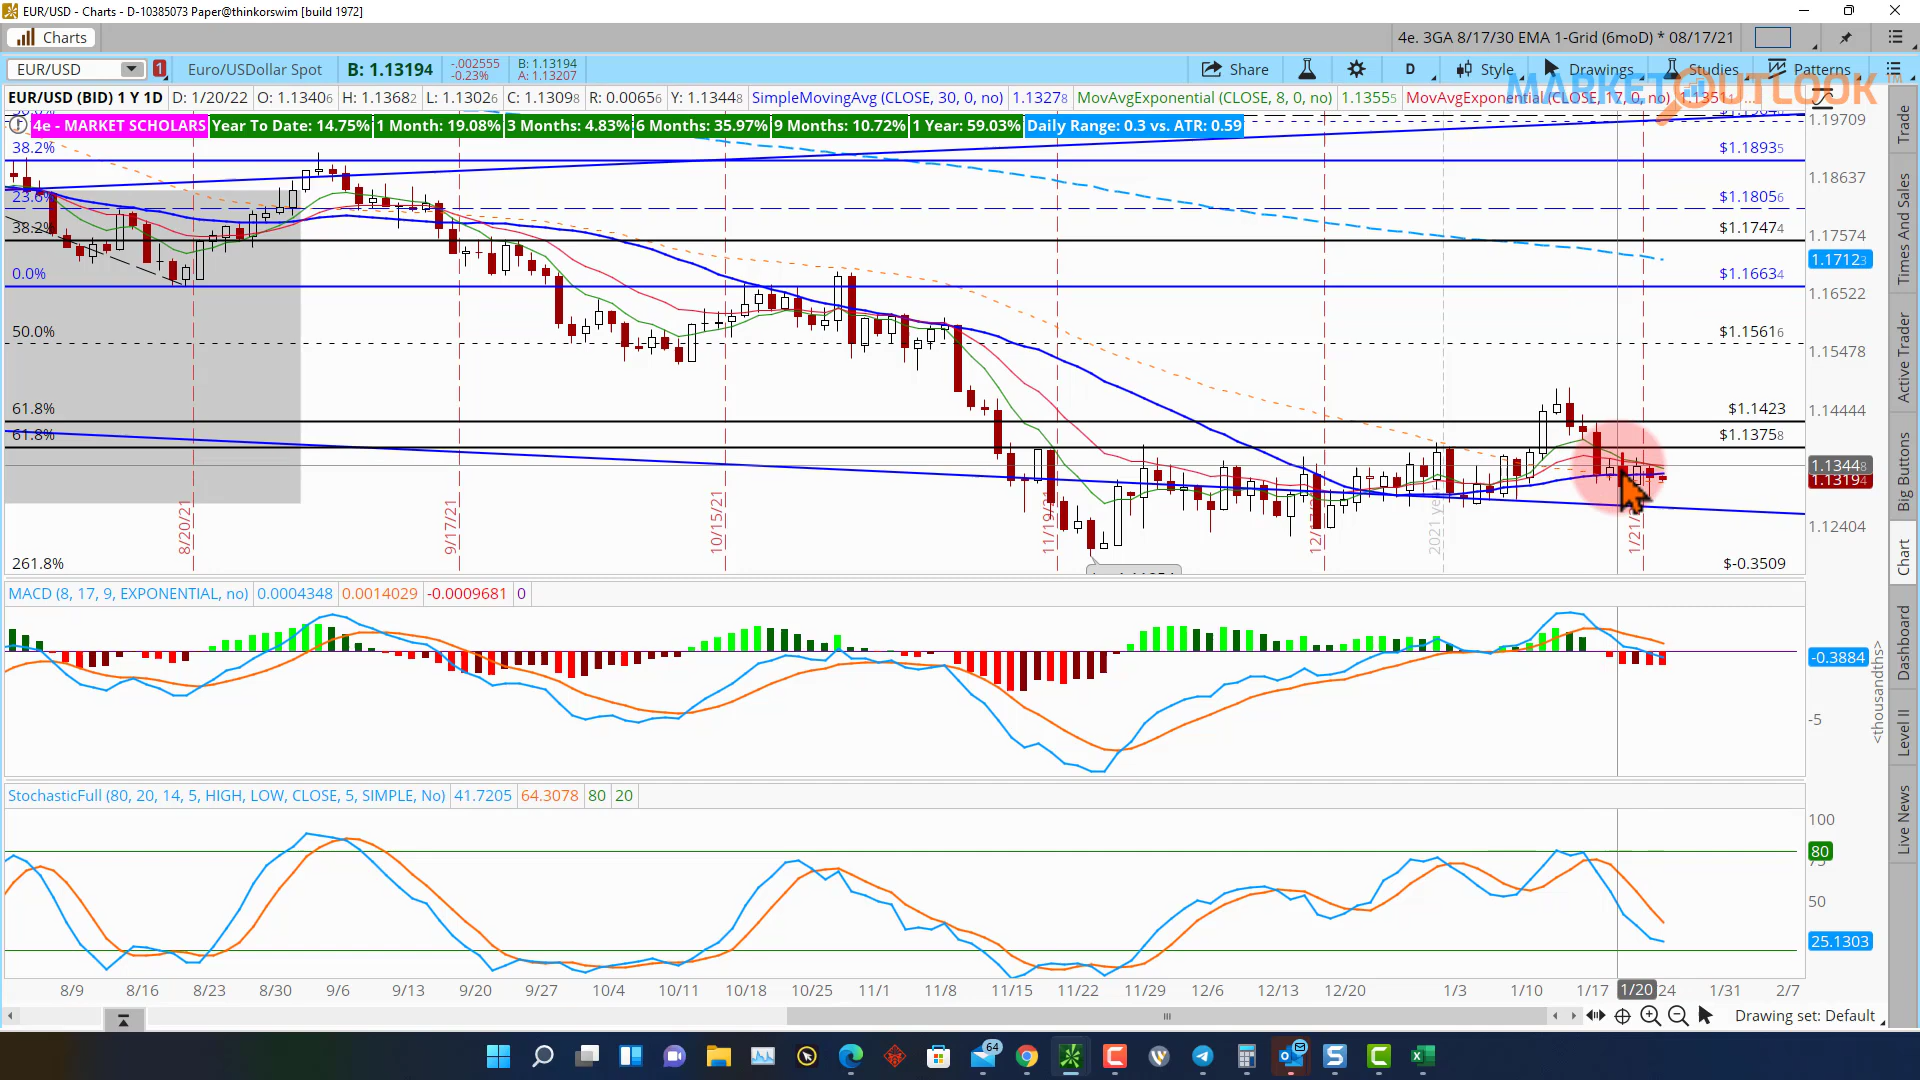 EUR/USD - Charts - D-10385073 Paper@thinkorswim [build 1972]
Charts
4e. 3GA 8/17/30 EMA 1-Grid (6moD) * 08/17/21
EUR/USD
1
Euro/USDollar Spot
B: 1.13194
-.002555
-0.23%
B: 1.13194
A: 1.13207
Share
D
Style
Drawings
Studies
Patterns
MARKET OUTLOOK
EUR/USD (BID) 1 Y 1D
D: 1/20/22
O: 1.13406
H: 1.13682
L: 1.13026
C: 1.13098
R: 0.00656
Y: 1.13448
SimpleMovingAvg (CLOSE, 30, 0, no)
1.13278
MovAvgExponential (CLOSE, 8, 0, no)
1.13555
MovAvgExponential (CLOSE, 17, 0, no)
4e - MARKET SCHOLARS
Year To Date: 14.75%
1 Month: 19.08%
3 Months: 4.83%
6 Months: 35.97%
9 Months: 10.72%
1 Year: 59.03%
Daily Range: 0.3 vs. ATR: 0.59
1.19709
38.2%
$1.18935
1.18637
23.6%
$1.18056
38.2%
$1.17474
1.17574
1.17123
0.0%
$1.16634
1.16522
50.0%
$1.15616
1.15478
61.8%
$1.1423
1.14444
61.8%
$1.13758
1.13448
1.13194
1.12404
8/20/21
9/17/21
10/15/21
11/19/21
12/17/21
2021 year
1/21/22
261.8%
$-0.3509
MACD (8, 17, 9, EXPONENTIAL, no)
0.0004348
0.0014029
-0.0009681
0
-0.3884
-5
<thousandths>
StochasticFull (80, 20, 14, 5, HIGH, LOW, CLOSE, 5, SIMPLE, No)
41.7205
64.3078
80
20
100
80
50
25.1303
8/9
8/16
8/23
8/30
9/6
9/13
9/20
9/27
10/4
10/11
10/18
10/25
11/1
11/8
11/15
11/22
11/29
12/6
12/13
12/20
1/3
1/10
1/17
1/20
24
1/31
2/7
Drawing set: Default
Trade
Times And Sales
Active Trader
Big Buttons
Chart
Dashboard
Level II
Live News
64